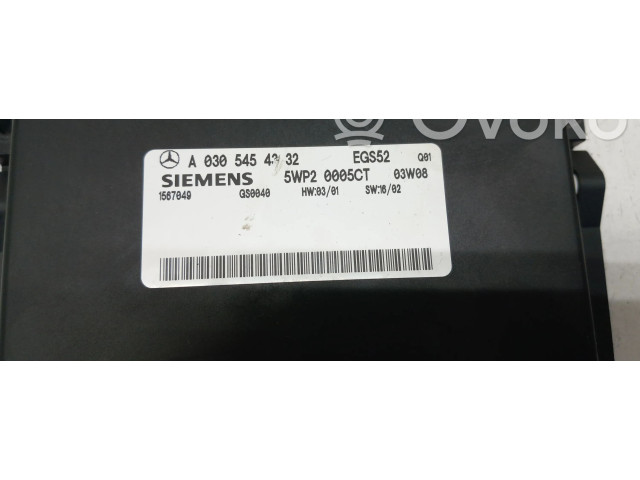 OVOKO
A 030 545 43 32 EGS52 Q01
SIEMENS 5WP2 0005CT 03W08
1567049 GS0040 HW:03/01 SW:16/02